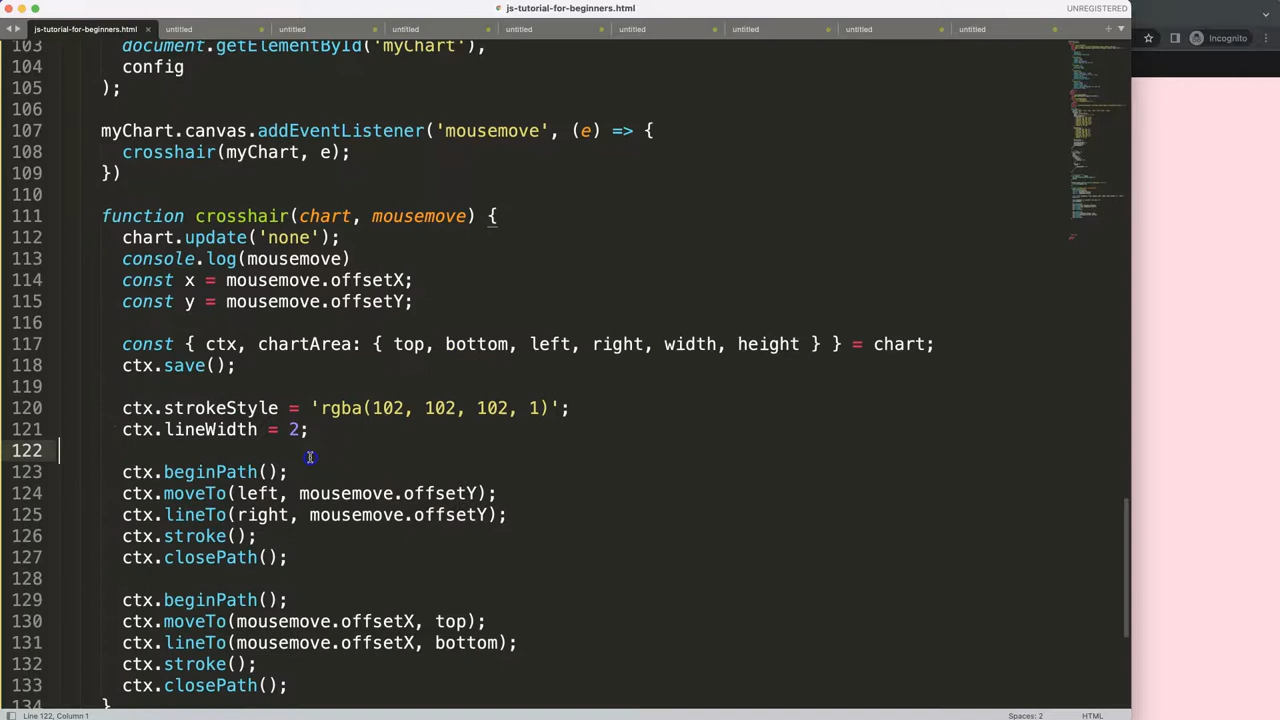 js-tutorial-for-beginners.html
UNREGISTERED
js-tutorial-for-beginners.html × untitled untitled untitled untitled untitled untitled untitled untitled
Incognito
103 document.getElementById('myChart'),
104 config
105 );
106
107 myChart.canvas.addEventListener('mousemove', (e) => {
108 crosshair(myChart, e);
109 })
110
111 function crosshair(chart, mousemove) {
112 chart.update('none');
113 console.log(mousemove)
114 const x = mousemove.offsetX;
115 const y = mousemove.offsetY;
116
117 const { ctx, chartArea: { top, bottom, left, right, width, height } } = chart;
118 ctx.save();
119
120 ctx.strokeStyle = 'rgba(102, 102, 102, 1)';
121 ctx.lineWidth = 2;
122
123 ctx.beginPath();
124 ctx.moveTo(left, mousemove.offsetY);
125 ctx.lineTo(right, mousemove.offsetY);
126 ctx.stroke();
127 ctx.closePath();
128
129 ctx.beginPath();
130 ctx.moveTo(mousemove.offsetX, top);
131 ctx.lineTo(mousemove.offsetX, bottom);
132 ctx.stroke();
133 ctx.closePath();
134 }
Line 122, Column 1
Spaces: 2
HTML